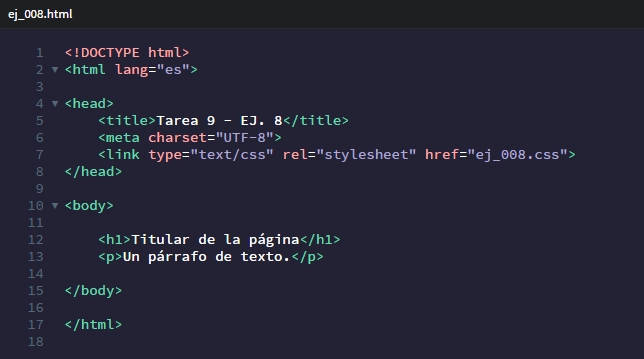 ej_008.html
1 <!DOCTYPE html>
2 <html lang="es">
3
4 <head>
5 <title>Tarea 9 - EJ. 8</title>
6 <meta charset="UTF-8">
7 <link type="text/css" rel="stylesheet" href="ej_008.css">
8 </head>
9
10 <body>
11
12 <h1>Titular de la página</h1>
13 <p>Un párrafo de texto.</p>
14
15 </body>
16
17 </html>
18